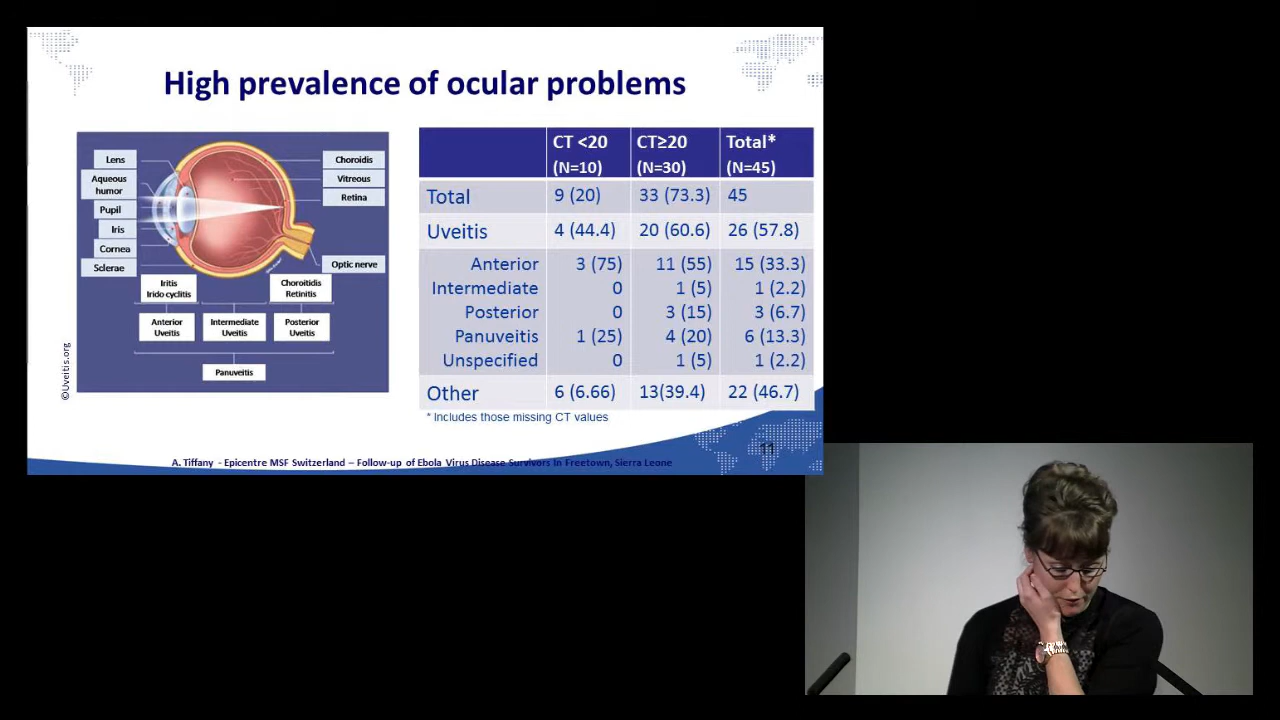 High prevalence of ocular problems
Lens
Aqueous
humor
Pupil
Iris
Cornea
Sclerae
Choroidis
Vitreous
Retina
Optic nerve
Iritis
Irido cyclitis
Choroitidis
Retinitis
Anterior
Uveitis
Intermediate
Uveitis
Posterior
Uveitis
Panuveitis
©Uveitis.org
CT <20 CT≥20 Total*
(N=10) (N=30) (N=45)
Total 9 (20) 33 (73.3) 45
Uveitis 4 (44.4) 20 (60.6) 26 (57.8)
Anterior 3 (75) 11 (55) 15 (33.3)
Intermediate 0 1 (5) 1 (2.2)
Posterior 0 3 (15) 3 (6.7)
Panuveitis 1 (25) 4 (20) 6 (13.3)
Unspecified 0 1 (5) 1 (2.2)
Other 6 (6.66) 13(39.4) 22 (46.7)
* Includes those missing CT values
11
A. Tiffany - Epicentre MSF Switzerland – Follow-up of Ebola Virus Disease Survivors In Freetown, Sierra Leone